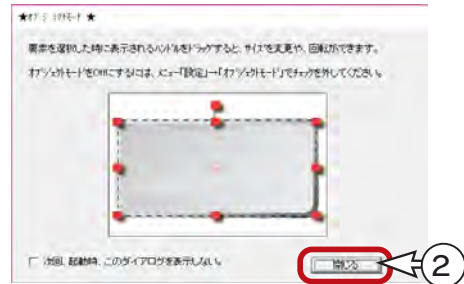 ★オブジェクトモード★
要素を選択した時に表示されるハンドルをドラッグすると、サイズを変更や、回転ができます。
オブジェクトモードをOffにするには、メニュー「設定」→「オブジェクトモード」でチェックを外してください。
次回、起動時、このダイアログを表示しない。
閉じる
2